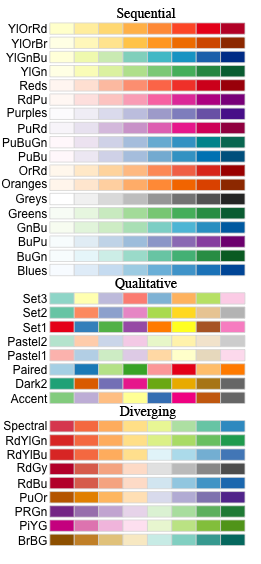 Sequential
YlOrRd
YlOrBr
YlGnBu
YlGn
Reds
RdPu
Purples
PuRd
PuBuGn
PuBu
OrRd
Oranges
Greys
Greens
GnBu
BuPu
BuGn
Blues
Qualitative
Set3
Set2
Set1
Pastel2
Pastel1
Paired
Dark2
Accent
Diverging
Spectral
RdYlGn
RdYlBu
RdGy
RdBu
PuOr
PRGn
PiYG
BrBG